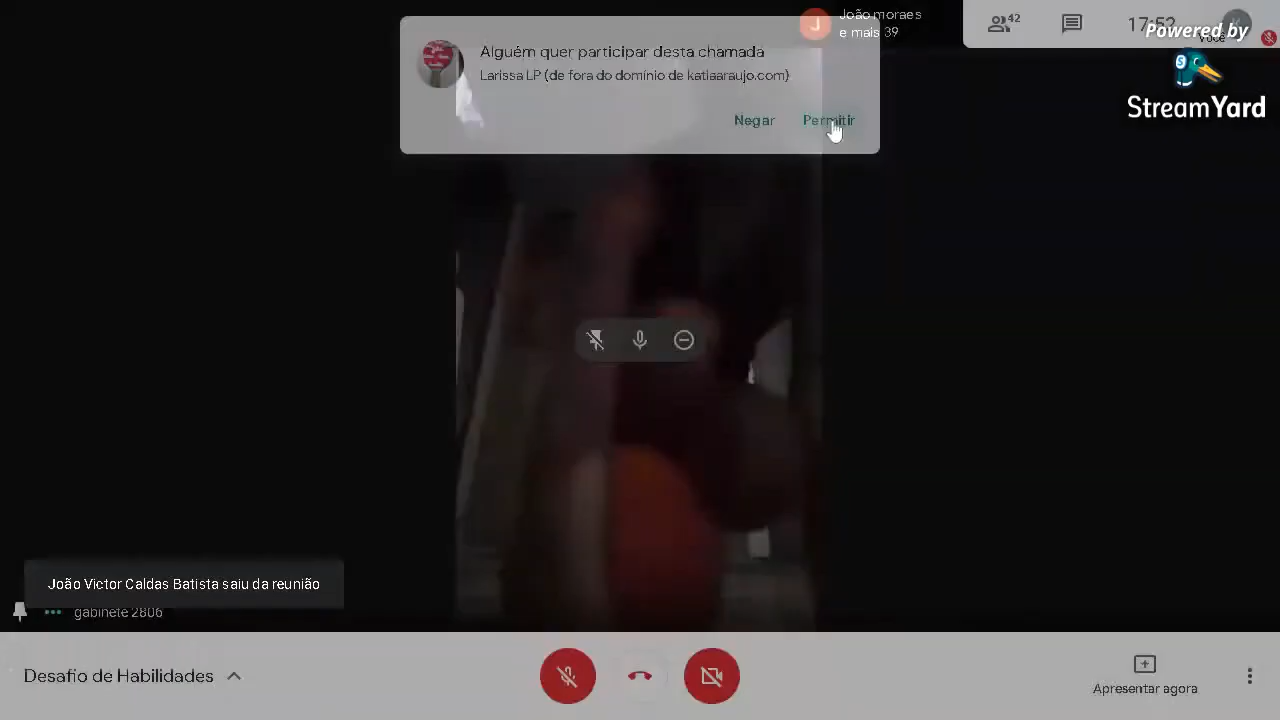 João moraes
e mais 39
42
17:52
Você
Powered by
StreamYard
J
Alguém quer participar desta chamada
Larissa LP (de fora do domínio de katiaaraujo.com)
Negar
Permitir
João Victor Caldas Batista saiu da reunião
gabinete 2806
Desafio de Habilidades
Apresentar agora